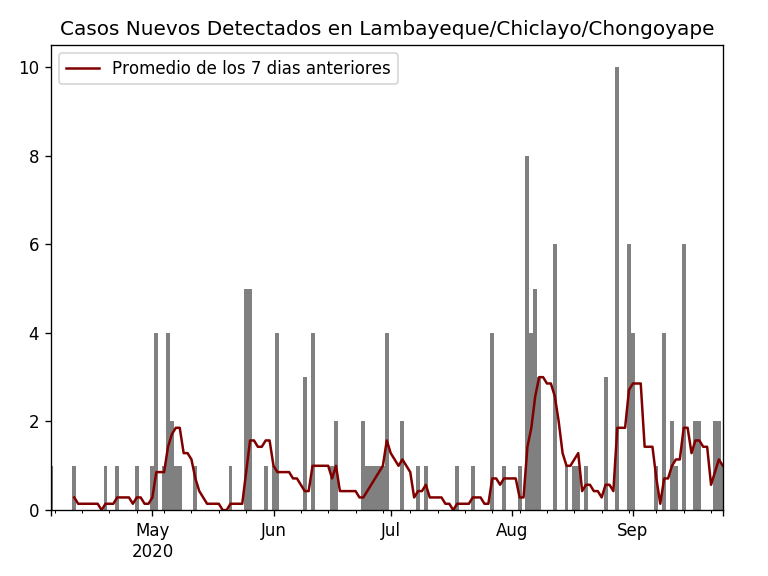 Casos Nuevos Detectados en Lambayeque/Chiclayo/Chongoyape
Promedio de los 7 dias anteriores
10
8
6
4
2
0
May Jun Jul Aug Sep
2020